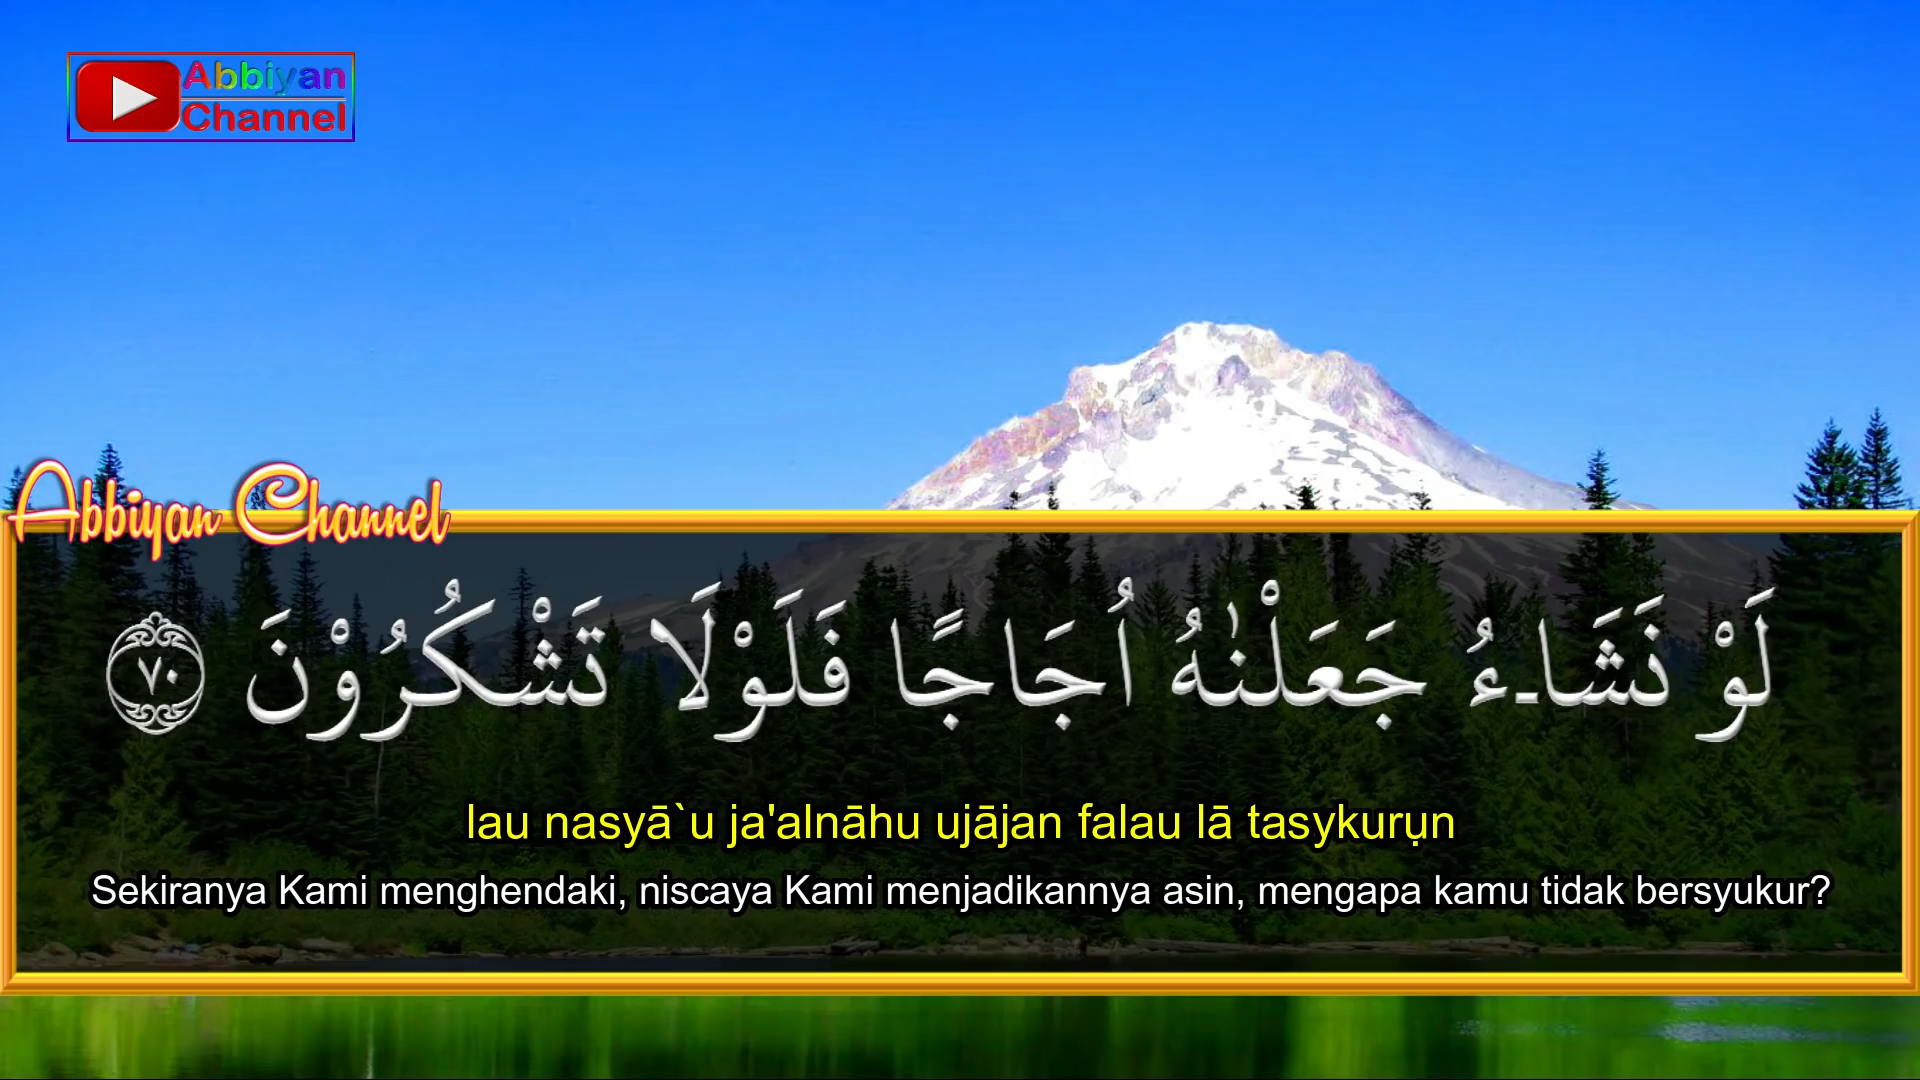 Abbiyan
Channel
Abbiyan Channel
لَوْ نَشَاۤءُ جَعَلْنٰهُ اُجَاجًا فَلَوْلَا تَشْكُرُوْنَ ٧٠
lau nasyā`u ja'alnāhu ujājan falau lā tasykurụn
Sekiranya Kami menghendaki, niscaya Kami menjadikannya asin, mengapa kamu tidak bersyukur?